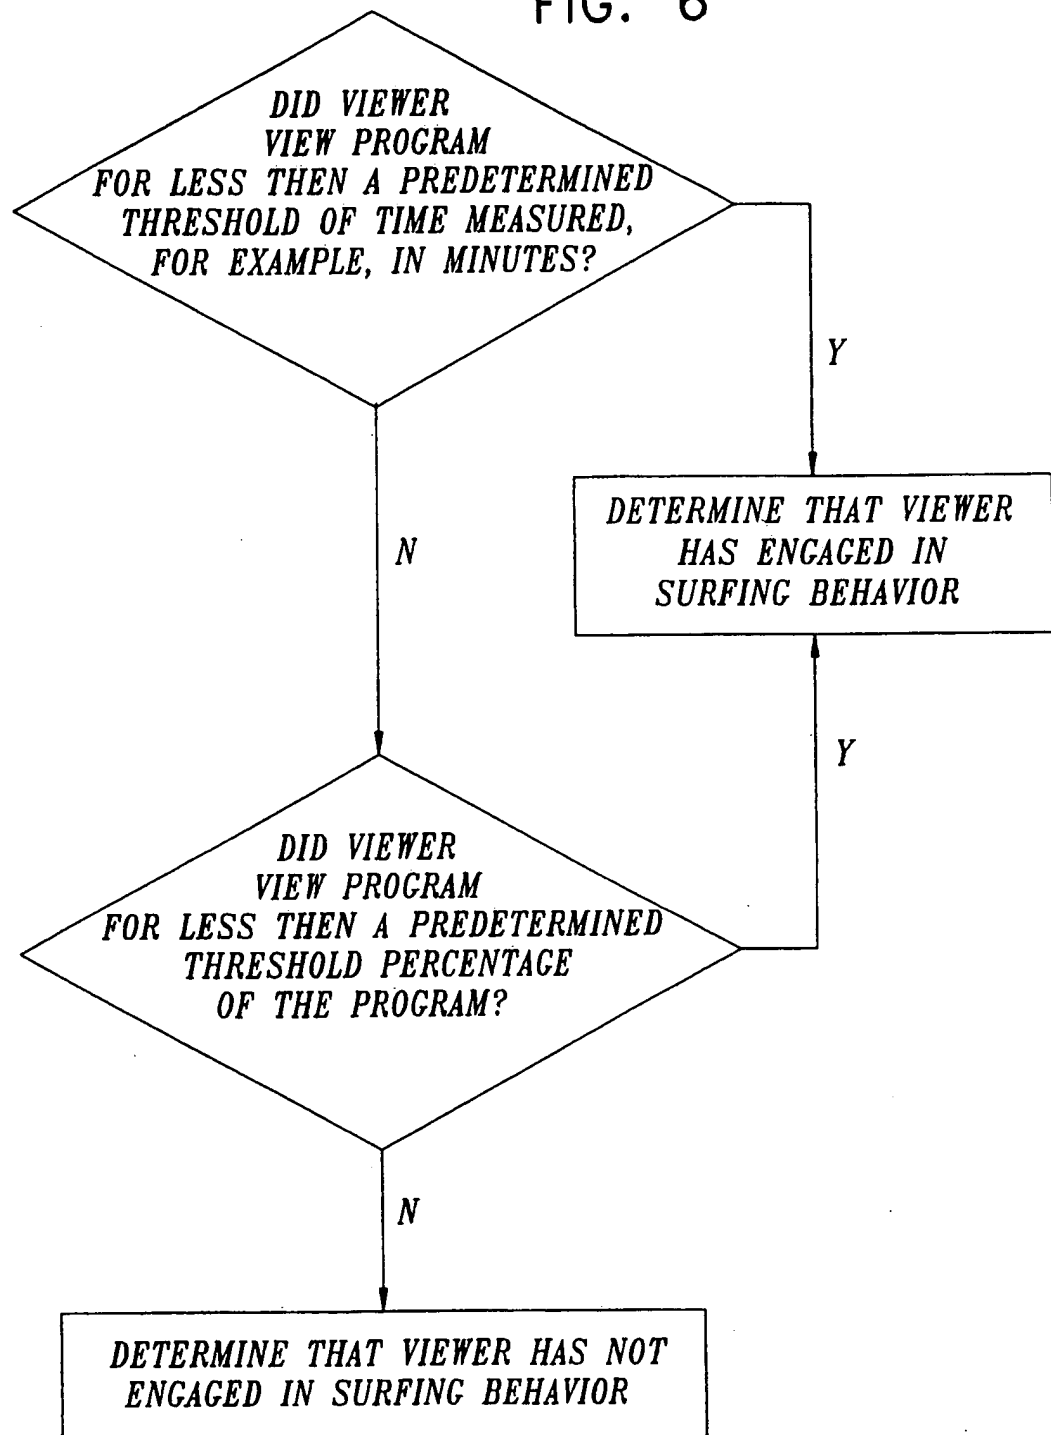 FIG. 6
DID VIEWER
VIEW PROGRAM
FOR LESS THEN A PREDETERMINED
THRESHOLD OF TIME MEASURED,
FOR EXAMPLE, IN MINUTES?
Y
DETERMINE THAT VIEWER
HAS ENGAGED IN
SURFING BEHAVIOR
N
Y
DID VIEWER
VIEW PROGRAM
FOR LESS THEN A PREDETERMINED
THRESHOLD PERCENTAGE
OF THE PROGRAM?
N
DETERMINE THAT VIEWER HAS NOT
ENGAGED IN SURFING BEHAVIOR